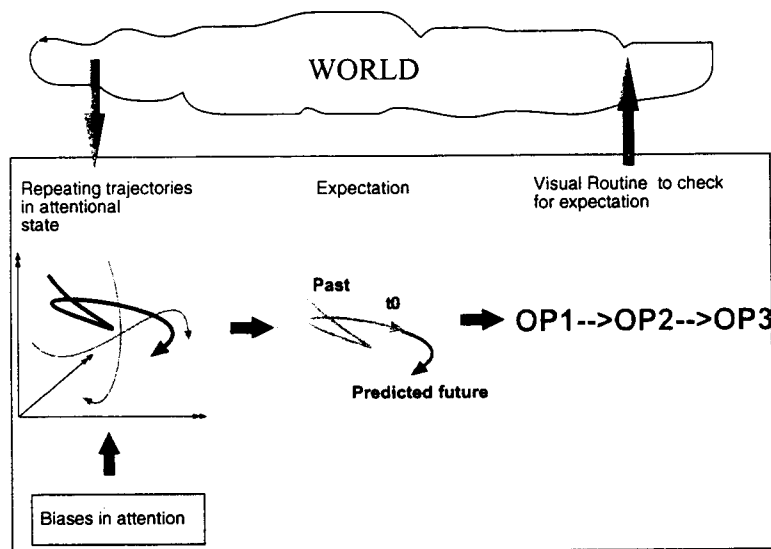 WORLD
Repeating trajectories
in attentional
state
Expectation
Visual Routine to check
for expectation
Past
t0
OP1-->OP2-->OP3
Predicted future
Biases in attention